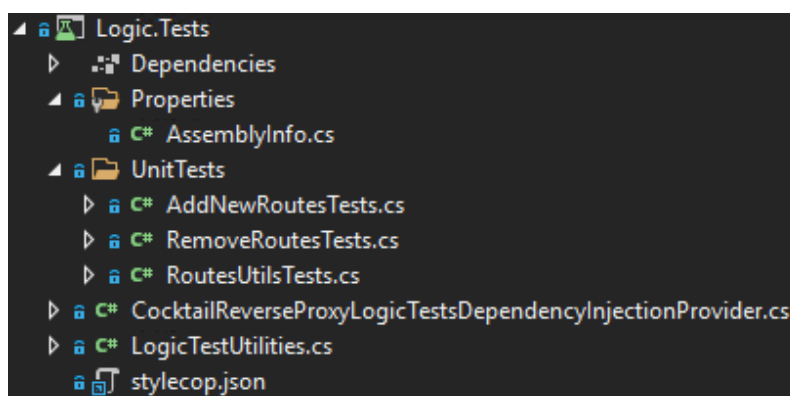 Logic.Tests
Dependencies
Properties
C# AssemblyInfo.cs
UnitTests
C# AddNewRoutesTests.cs
C# RemoveRoutesTests.cs
C# RoutesUtilsTests.cs
C# CocktailReverseProxyLogicTestsDependencyInjectionProvider.cs
C# LogicTestUtilities.cs
stylecop.json